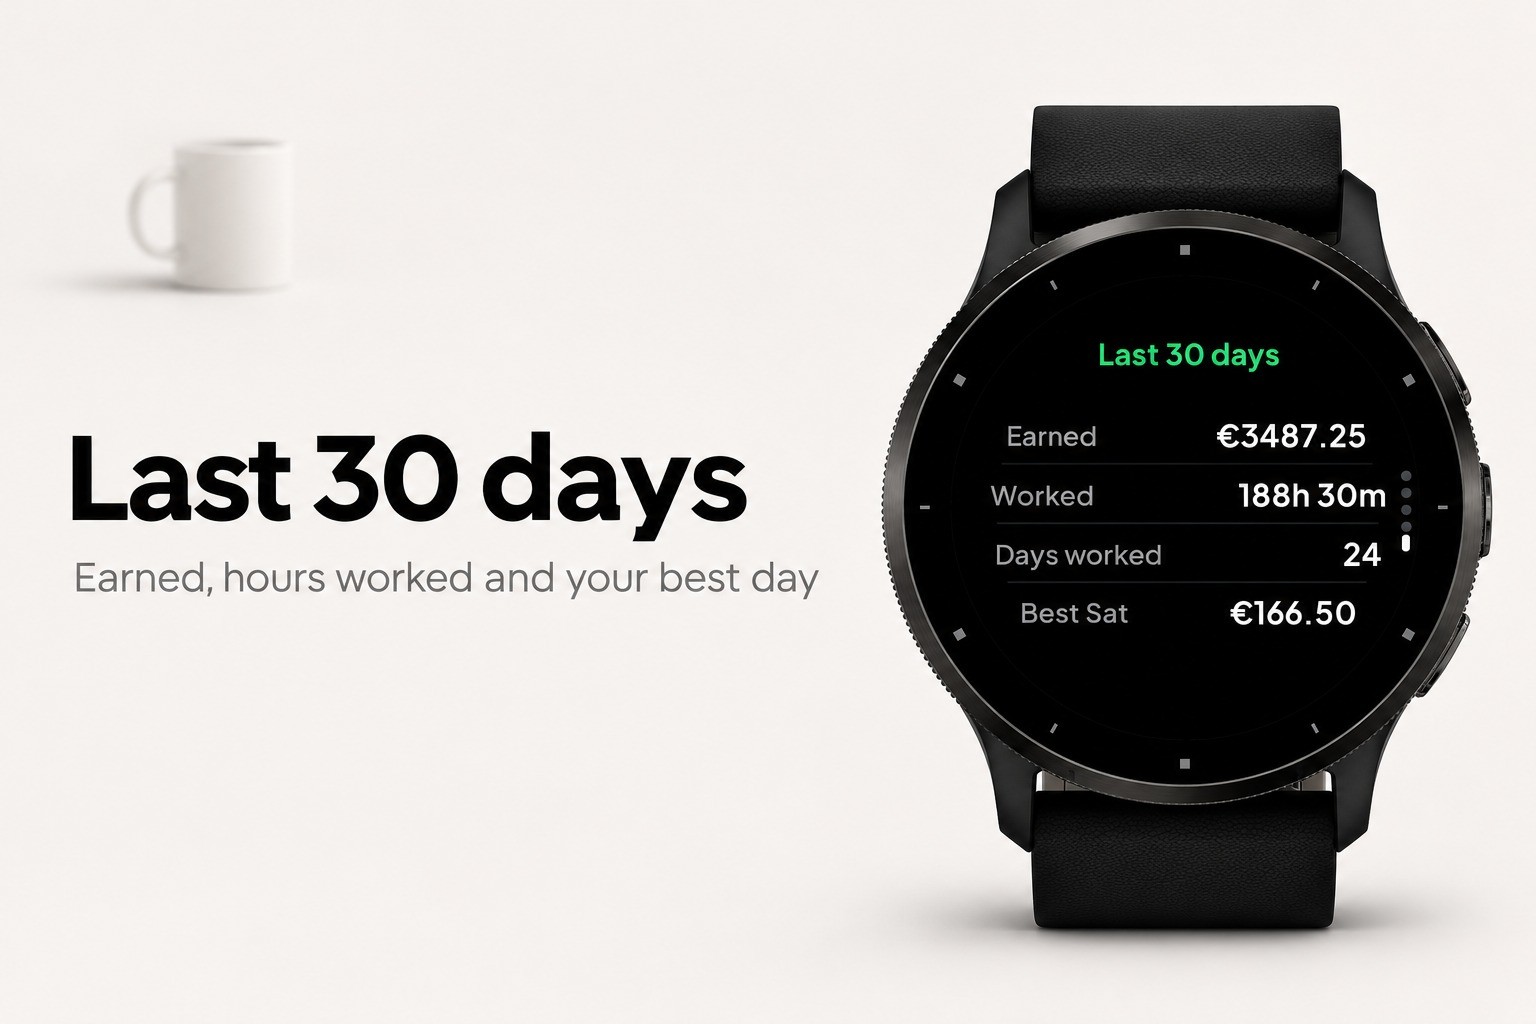 Last 30 days
Earned, hours worked and your best day
Last 30 days
Earned €3487.25
Worked 188h 30m
Days worked 24
Best Sat €166.50